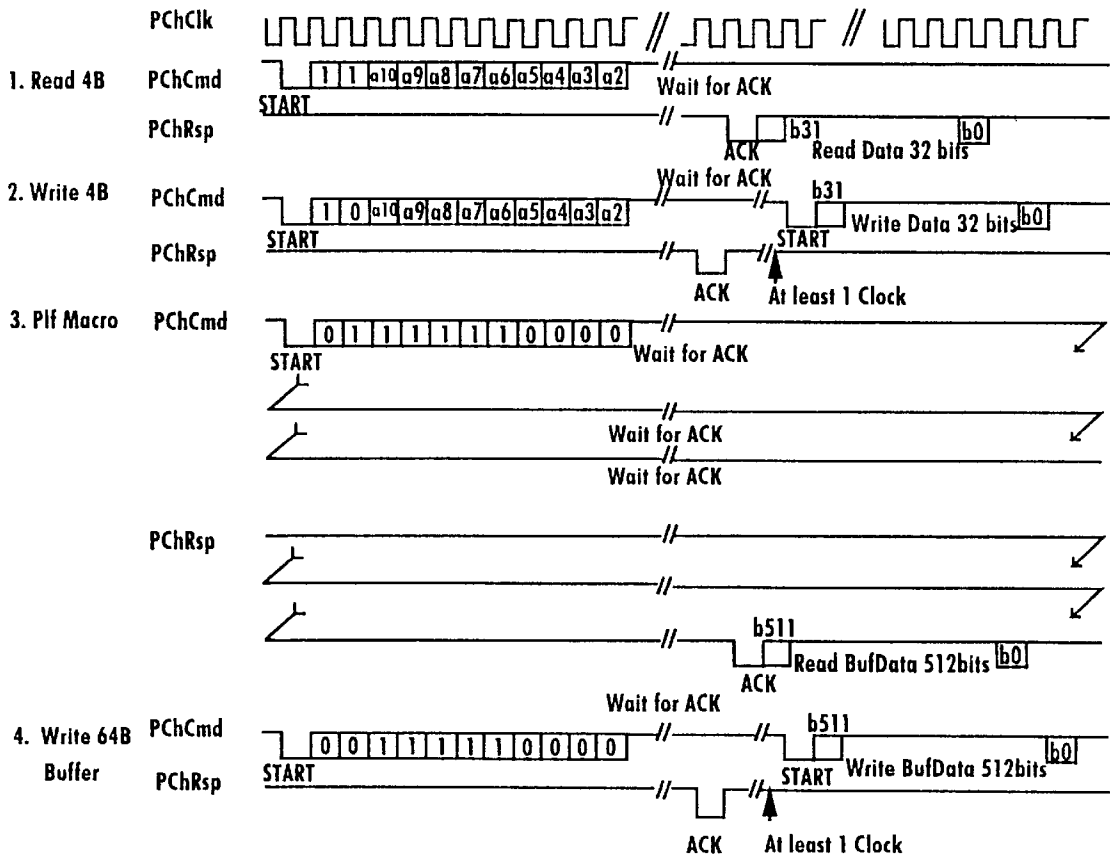 PChClk
1. Read 4B PChCmd 1 1 a10 a9 a8 a7 a6 a5 a4 a3 a2 Wait for ACK
START
PChRsp b31 b0
ACK Read Data 32 bits
Wait for ACK
2. Write 4B PChCmd b31
1 0 a10 a9 a8 a7 a6 a5 a4 a3 a2 Write Data 32 bits b0
START START
PChRsp
ACK At least 1 Clock
3. Plf Macro PChCmd
0 1 1 1 1 1 1 0 0 0 0 Wait for ACK
START
Wait for ACK
Wait for ACK
PChRsp
b511
Read BufData 512bits b0
ACK
Wait for ACK
4. Write 64B PChCmd b511
Buffer 0 0 1 1 1 1 1 0 0 0 0 Write BufData 512bits b0
START START
PChRsp
ACK At least 1 Clock